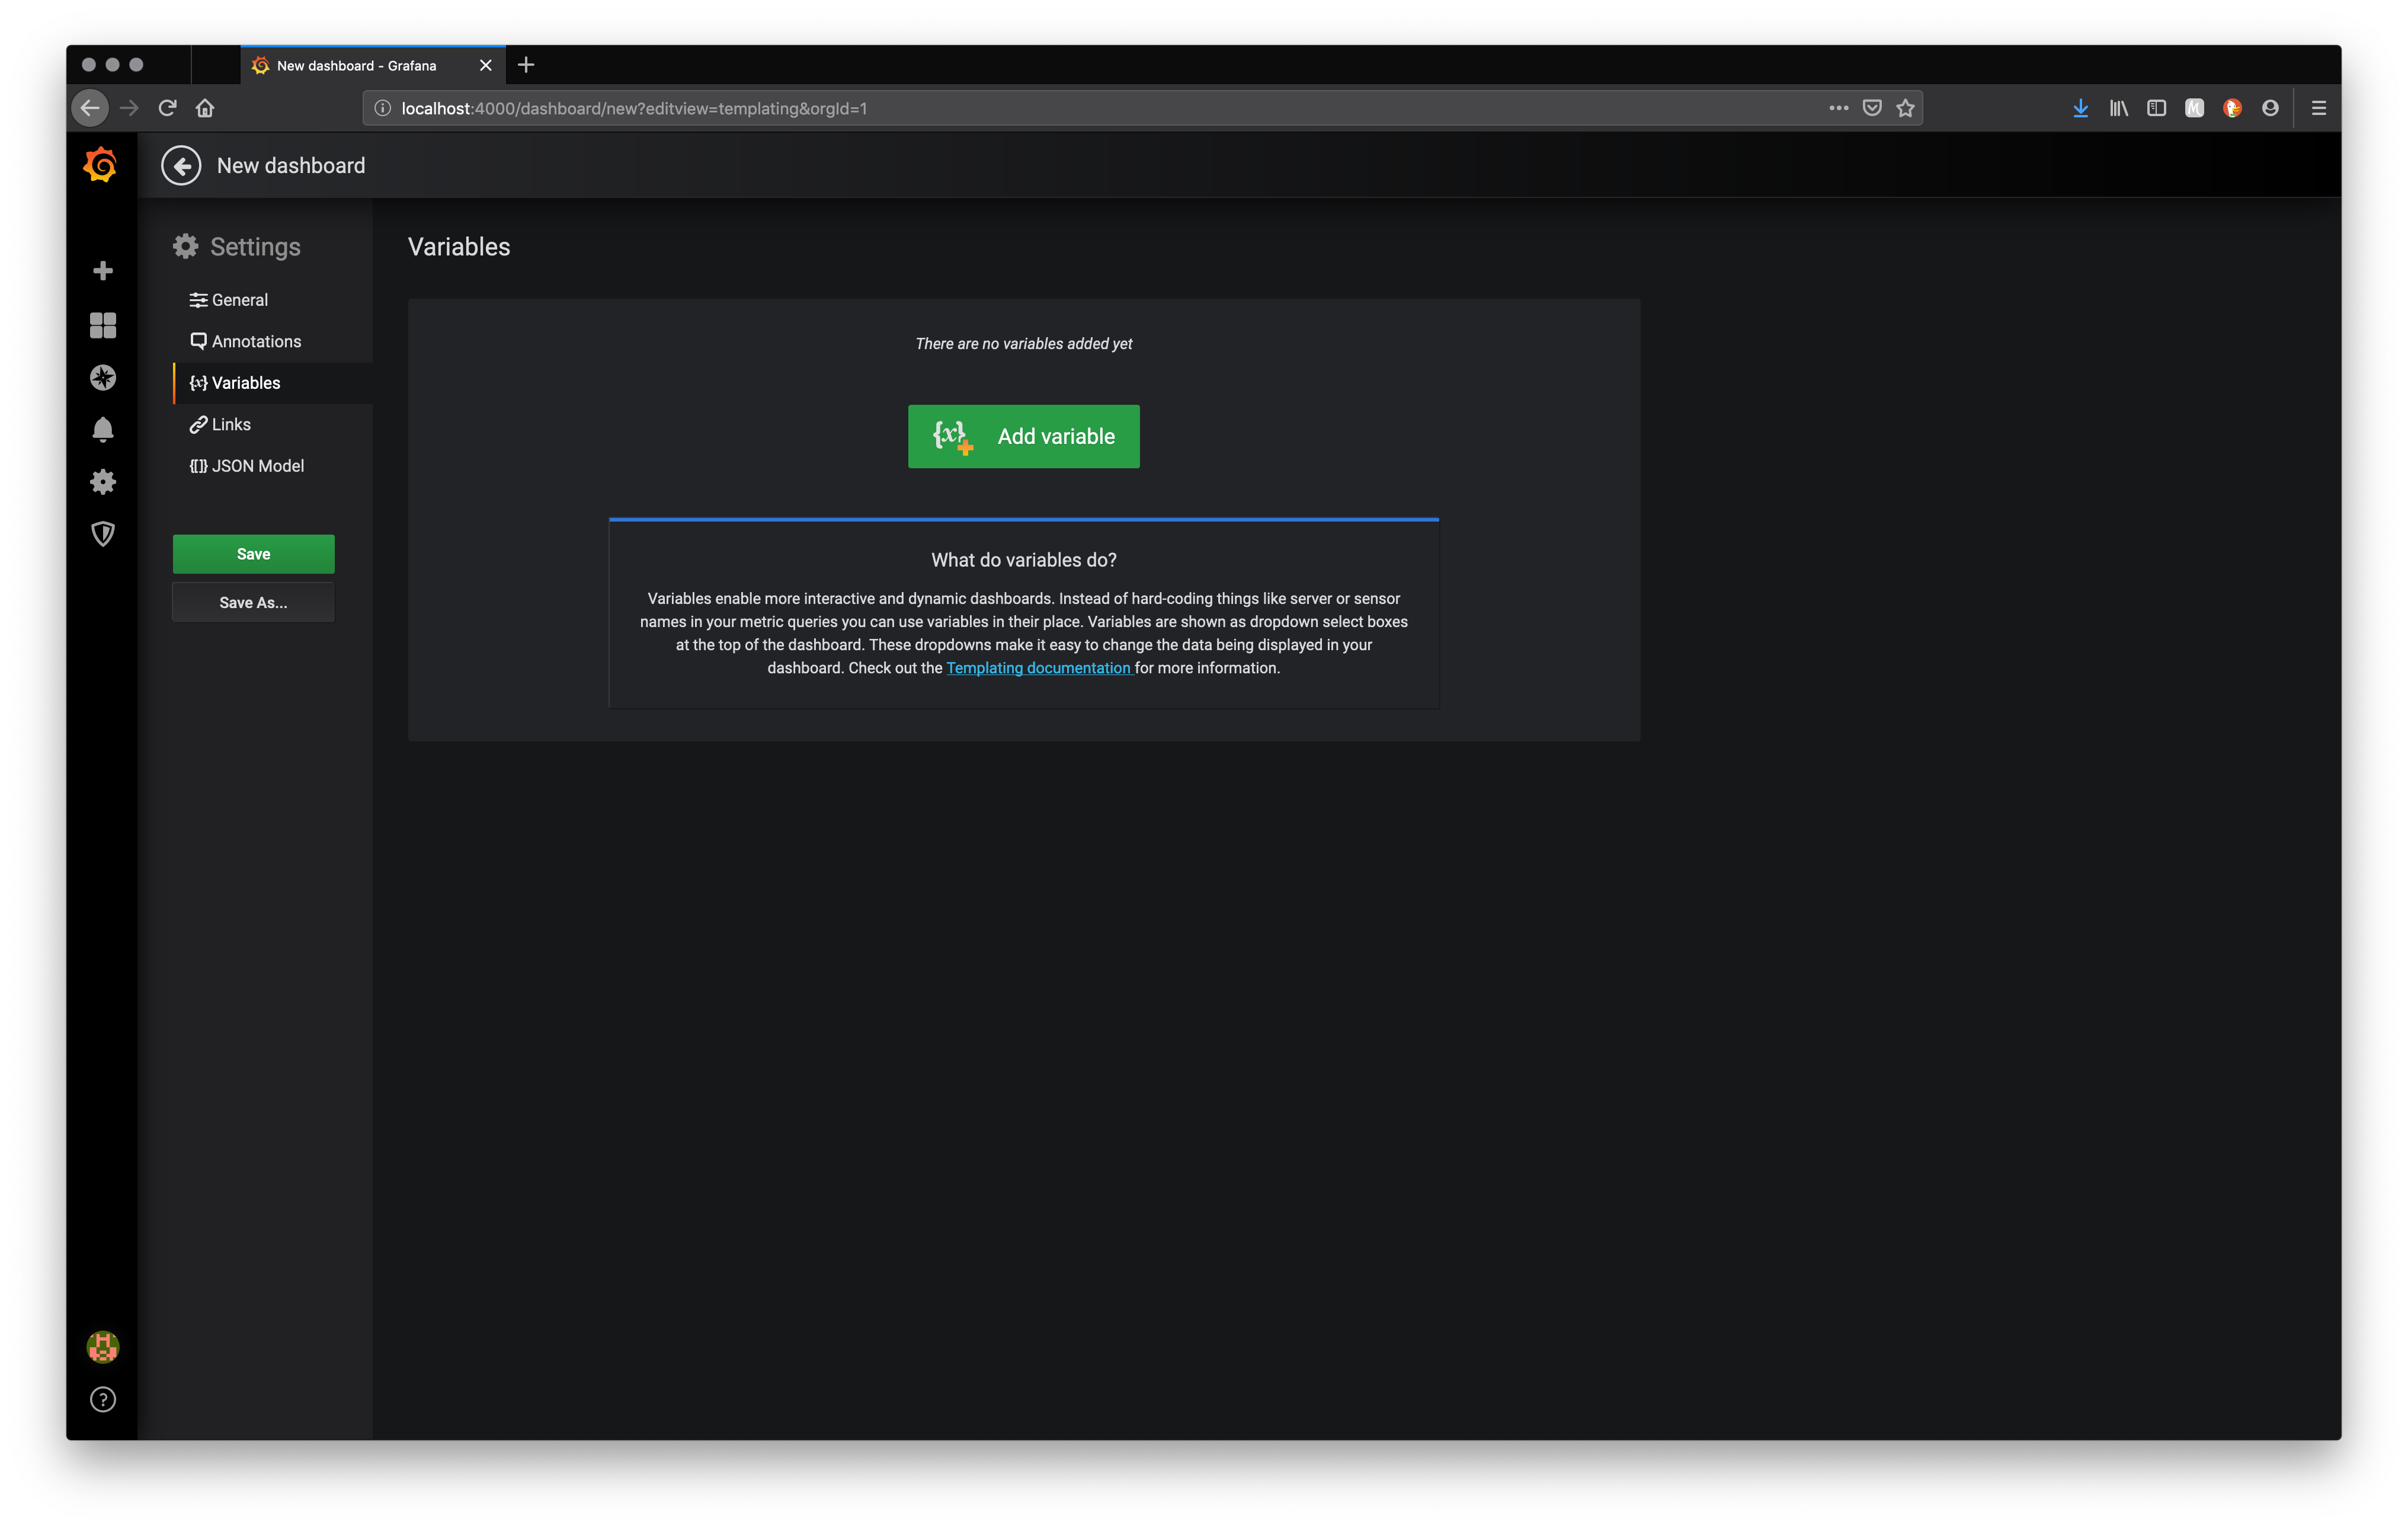 New dashboard - Grafana
localhost:4000/dashboard/new?editview=templating&orgId=1
New dashboard
Settings
General
Annotations
{x} Variables
Links
{[]} JSON Model
Save
Save As...
Variables
There are no variables added yet
{x} Add variable
What do variables do?
Variables enable more interactive and dynamic dashboards. Instead of hard-coding things like server or sensor
names in your metric queries you can use variables in their place. Variables are shown as dropdown select boxes
at the top of the dashboard. These dropdowns make it easy to change the data being displayed in your
dashboard. Check out the Templating documentation for more information.